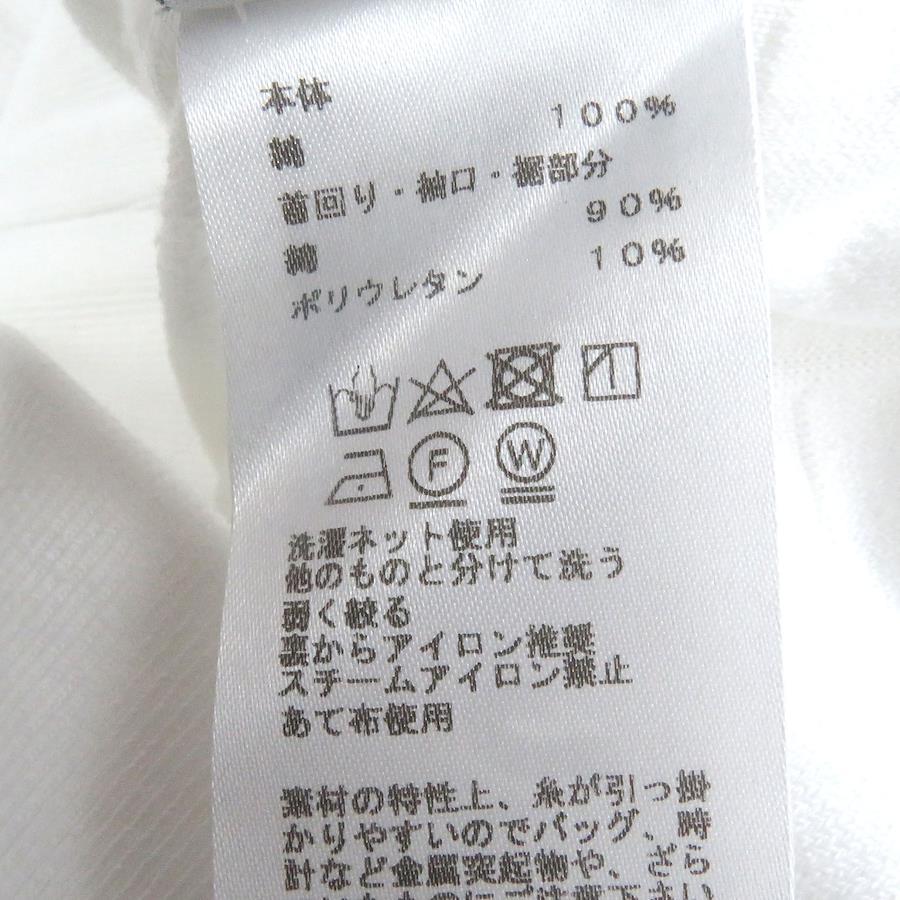 本体
綿 100%
首回り・袖口・裾部分
綿 90%
ポリウレタン 10%
F W
洗濯ネット使用
他のものと分けて洗う
弱く絞る
裏からアイロン推奨
スチームアイロン禁止
あて布使用
素材の特性上、糸が引っ掛
かりやすいのでバッグ、時
計など金属突起物や、ざら